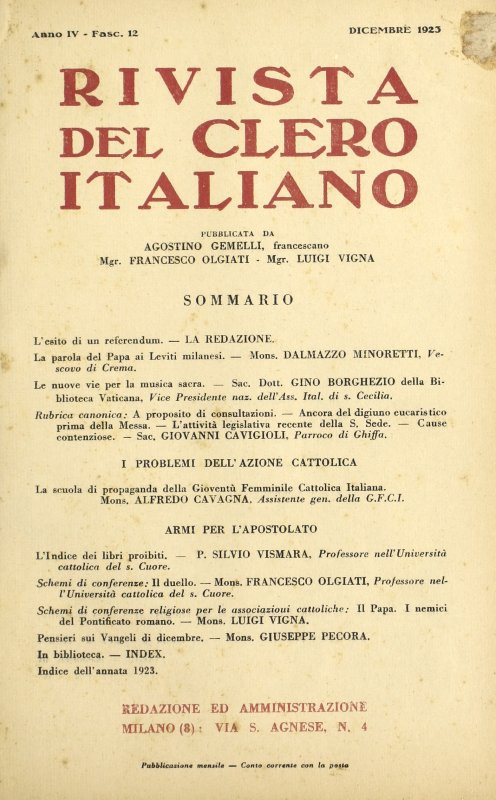 Anno IV - Fasc. 12
DICEMBRE 1923
RIVISTA
DEL CLERO
ITALIANO
PUBBLICATA DA
AGOSTINO GEMELLI, francescano
Mgr. FRANCESCO OLGIATI - Mgr. LUIGI VIGNA
SOMMARIO
L'esito di un referendum. — LA REDAZIONE.
La parola del Papa ai Leviti milanesi. — Mons. DALMAZZO MINORETTI, Ve-
scovo di Crema.
Le nuove vie per la musica sacra. — Sac. Dott. GINO BORGHEZIO della Bi-
blioteca Vaticana, Vice Presidente naz. dell'Ass. Ital. di s. Cecilia.
Rubrica canonica: A proposito di consultazioni. — Ancora del digiuno eucaristico
prima della Messa. — L'attività legislativa recente della S. Sede. — Cause
contenziose. — Sac. GIOVANNI CAVIGIOLI, Parroco di Ghiffa.
I PROBLEMI DELL'AZIONE CATTOLICA
La scuola di propaganda della Gioventù Femminile Cattolica Italiana.
Mons. ALFREDO CAVAGNA, Assistente gen. della G.F.C.I.
ARMI PER L'APOSTOLATO
L'Indice dei libri proibiti. — P. SILVIO VISMARA, Professore nell'Università
cattolica del s. Cuore.
Schemi di conferenze: Il duello. — Mons. FRANCESCO OLGIATI, Professore nel-
l'Università cattolica del s. Cuore.
Schemi di conferenze religiose per le associazioni cattoliche: Il Papa. I nemici
del Pontificato romano. — Mons. LUIGI VIGNA.
Pensieri sui Vangeli di dicembre. — Mons. GIUSEPPE PECORA.
In biblioteca. — INDEX.
Indice dell'annata 1923.
REDAZIONE ED AMMINISTRAZIONE
MILANO (8): VIA S. AGNESE, N. 4
Pubblicazione mensile — Conto corrente con la posta